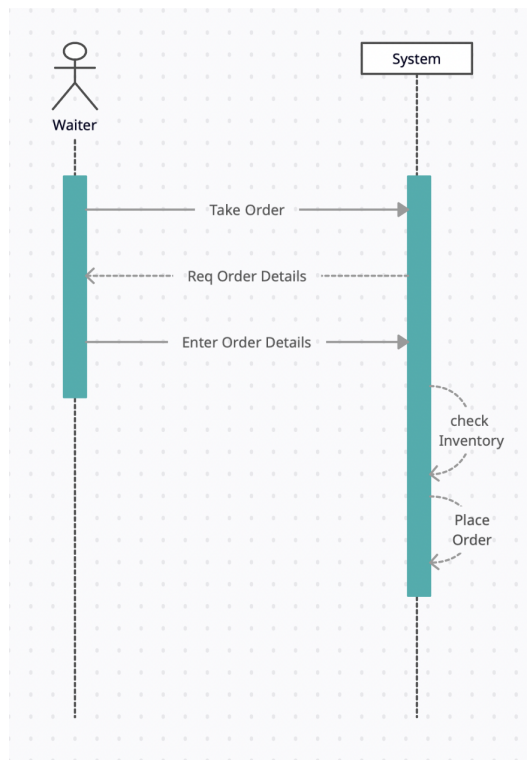 System
Waiter
Take Order
Req Order Details
Enter Order Details
check
Inventory
Place
Order